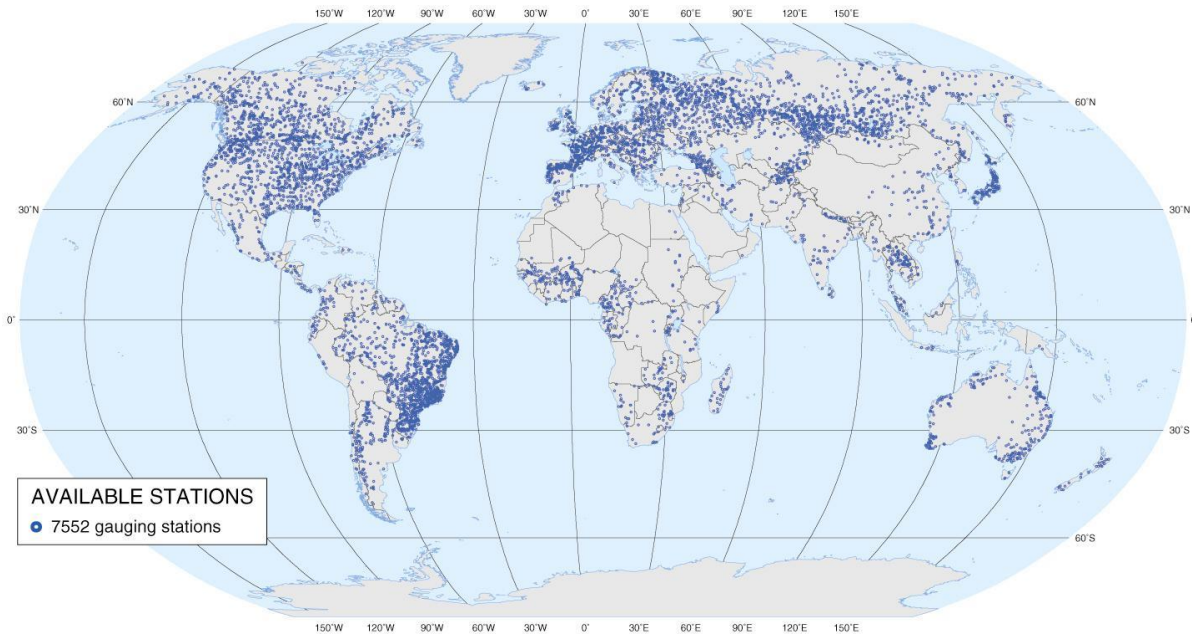 150°W 120°W 90°W 60°W 30°W 0° 30°E 60°E 90°E 120°E 150°E
60°N 60°N
30°N 30°N
0°
30°S 30°S
AVAILABLE STATIONS
7552 gauging stations
60°S
150°W 120°W 90°W 60°W 30°W 0° 30°E 60°E 90°E 120°E 150°E